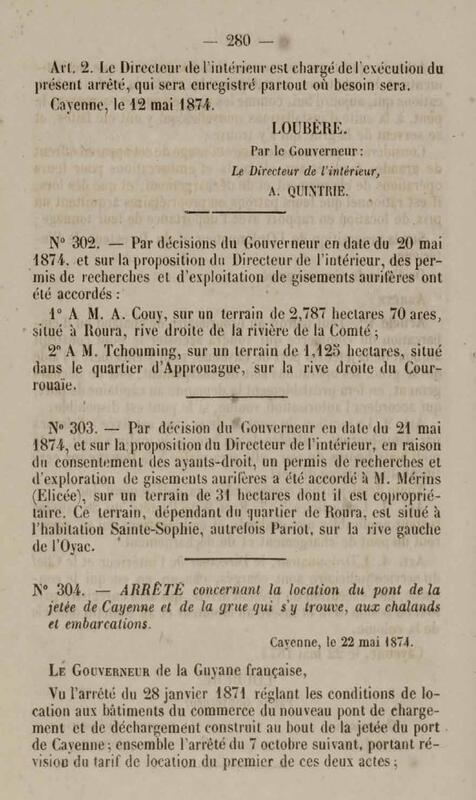 — 280 —
Art. 2. Le Directeur de l'intérieur est chargé de l'exécution du
présent arrêté, qui sera enregistré partout où besoin sera.
Cayenne, le 12 mai 1874.
LOUBÈRE.
Par le Gouverneur :
Le Directeur de l'intérieur,
A. QUINTRIE.
N° 302. — Par décisions du Gouverneur en date du 20 mai
1874, et sur la proposition du Directeur de l'intérieur, des per-
mis de recherches et d'exploitation de gisements aurifères ont
été accordés :
1° A M. A. Couy, sur un terrain de 2,787 hectares 70 ares,
situé à Roura, rive droite de la rivière de la Comté ;
2° A M. Tchouming, sur un terrain de 1,125 hectares, situé
dans le quartier d'Approuague, sur la rive droite du Cour-
rouaïe.
N° 303. — Par décision du Gouverneur en date du 21 mai
1874, et sur la proposition du Directeur de l'intérieur, en raison
du consentement des ayants-droit, un permis de recherches et
d'exploration de gisements aurifères a été accordé à M. Mérins
(Elicée), sur un terrain de 31 hectares dont il est coproprié-
taire. Ce terrain, dépendant du quartier de Roura, est situé à
l'habitation Sainte-Sophie, autrefois Pariot, sur la rive gauche
de l'Oyac.
N° 304. — ARRÊTÉ concernant la location du pont de la
jetée de Cayenne et de la grue qui s'y trouve, aux chalands
et embarcations.
Cayenne, le 22 mai 1874.
LE GOUVERNEUR de la Guyane française,
Vu l'arrêté du 28 janvier 1871 réglant les conditions de lo-
cation aux bâtiments du commerce du nouveau pont de charge-
ment et de déchargement construit au bout de la jetée du port
de Cayenne ; ensemble l'arrêté du 7 octobre suivant, portant ré-
vision du tarif de location du premier de ces deux actes ;